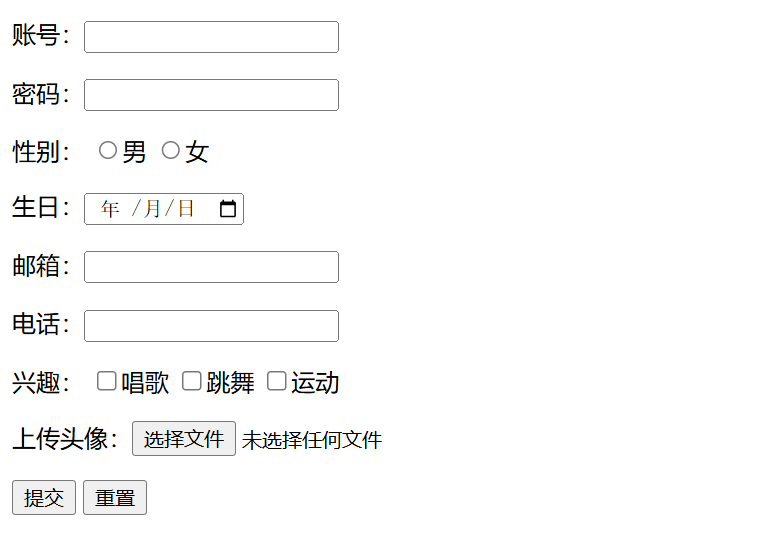 账号：
密码：
性别： 男 女
生日： 年 /月/日
邮箱：
电话：
兴趣： 唱歌 跳舞 运动
上传头像： 选择文件 未选择任何文件
提交 重置